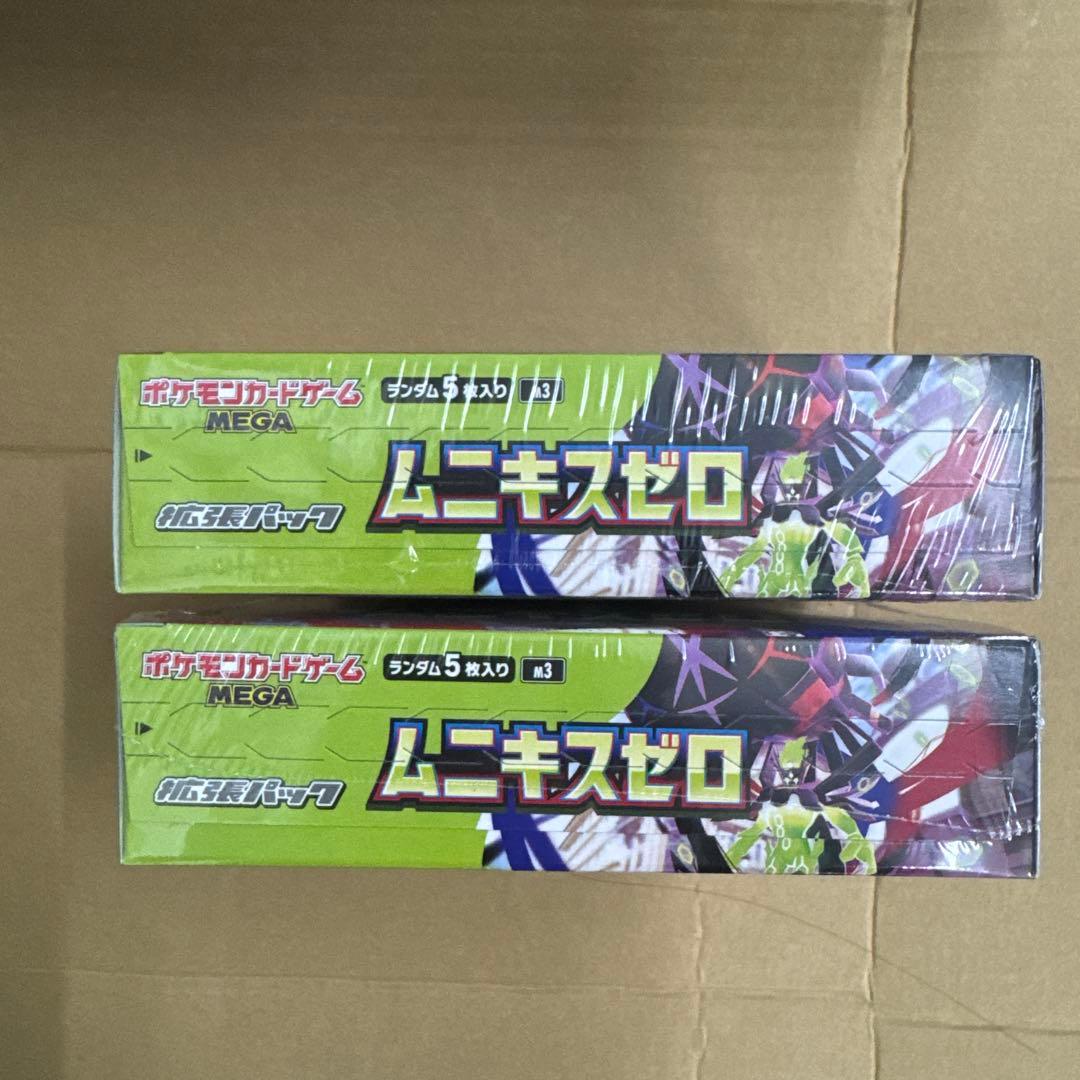 ポケモンカードゲーム
MEGA
ランダム5枚入り M3
拡張パック
ムニキスゼロ
ポケモンカードゲーム
MEGA
ランダム5枚入り M3
拡張パック
ムニキスゼロ